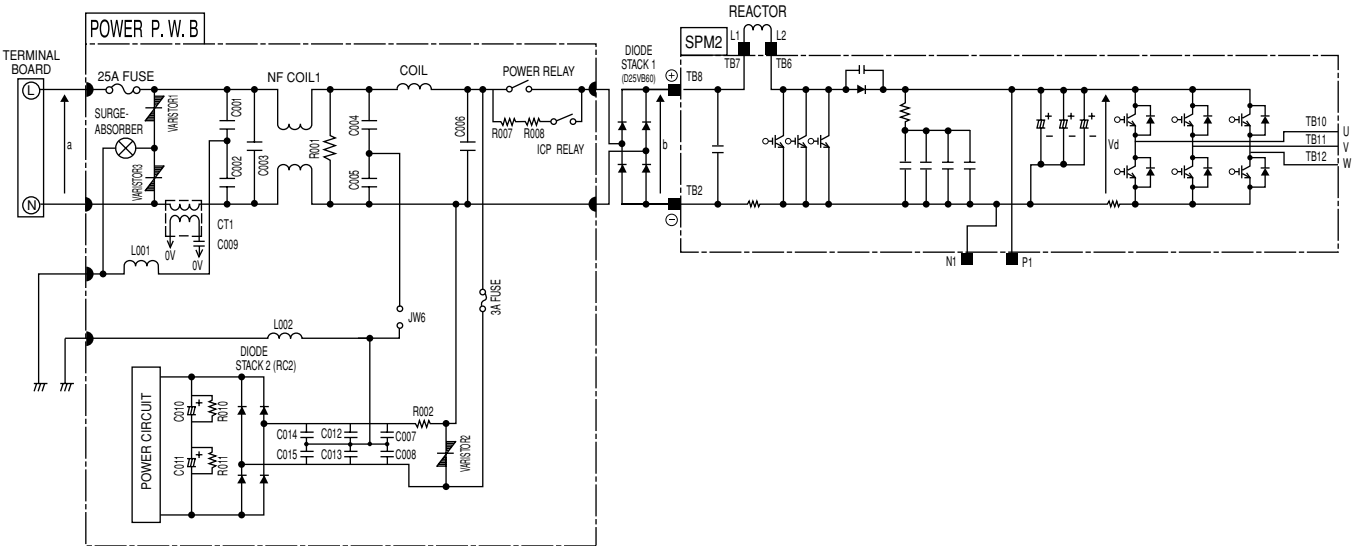 POWER P. W. B
TERMINAL
BOARD
L
N
a
25A FUSE
SURGE-
ABSORBER
VARISTOR1
VARISTOR3
C001
C002
C003
NF COIL1
R001
COIL
C004
C005
C006
POWER RELAY
R007
R008
ICP RELAY
CT1
C009
0V
0V
L001
L002
JW6
3A FUSE
DIODE
STACK 2 (RC2)
POWER CIRCUIT
C010
+
R010
C011
+
R011
C014
C012
C007
C015
C013
C008
R002
VARISTOR2
DIODE
STACK 1
(D25VB60)
+
−
b
REACTOR
L1
L2
SPM2
TB7
TB6
TB8
TB2
N1
P1
+
−
+
−
+
−
Vd
TB10
U
TB11
V
TB12
W